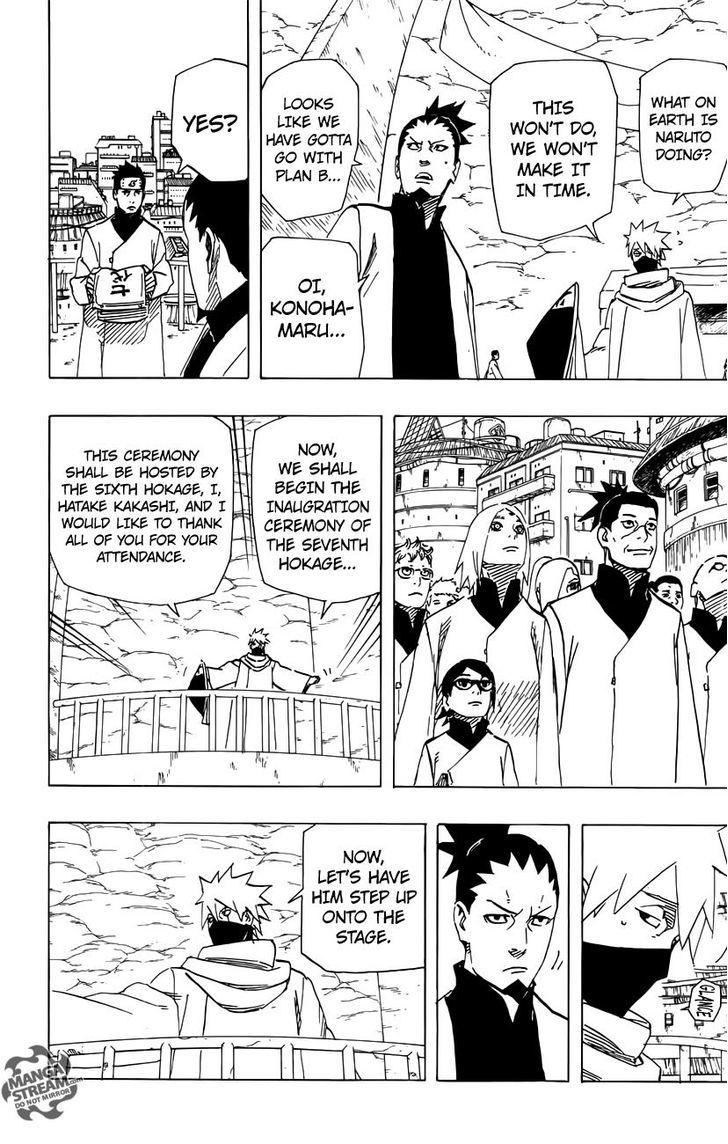 WHAT ON
EARTH IS
NARUTO
DOING?
THIS
WON'T DO,
WE WON'T
MAKE IT
IN TIME.
LOOKS
LIKE WE
HAVE GOTTA
GO WITH
PLAN B...
OI,
KONOHA-
MARU...
YES?
七代
NOW,
WE SHALL
BEGIN THE
INAUGRATION
CEREMONY OF
THE SEVENTH
HOKAGE...
THIS CEREMONY
SHALL BE HOSTED BY
THE SIXTH HOKAGE, I,
HATAKE KAKASHI, AND I
WOULD LIKE TO THANK
ALL OF YOU FOR YOUR
ATTENDANCE.
GLANCE
NOW,
LET'S HAVE
HIM STEP UP
ONTO THE
STAGE.
MANGA
STREAM.com
DO NOT MIRROR